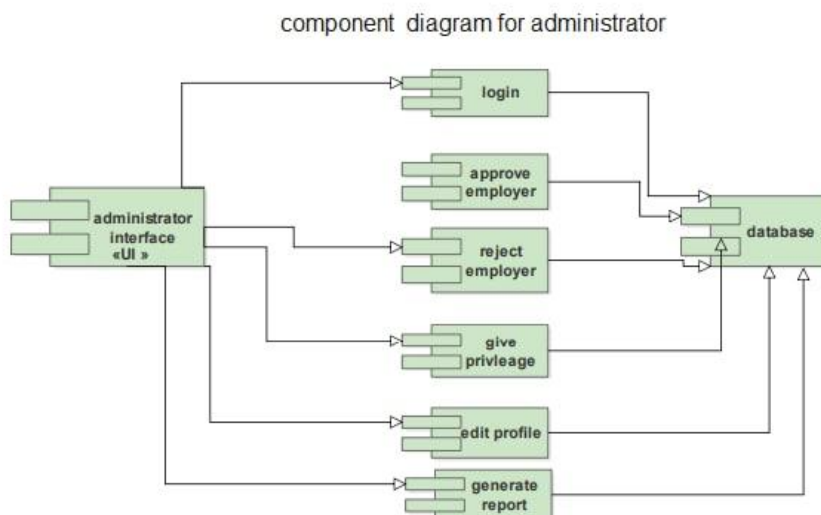 component diagram for administrator
login
approve
employer
administrator
interface
«UI »
database
reject
employer
give
privleage
edit profile
generate
report